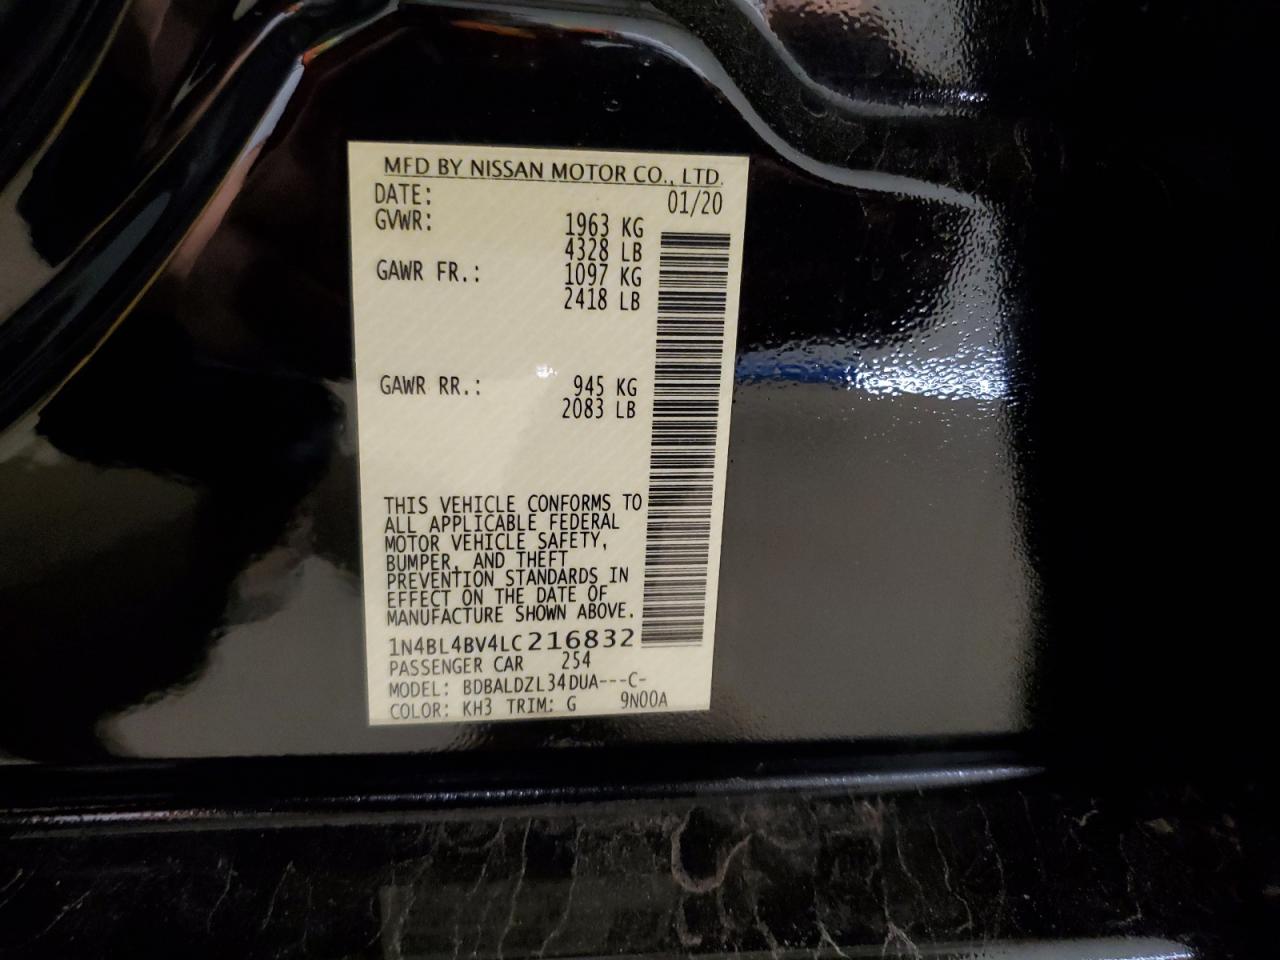 MFD BY NISSAN MOTOR CO., LTD.
DATE: 01/20
GVWR: 1963 KG
4328 LB
GAWR FR.: 1097 KG
2418 LB
GAWR RR.: 945 KG
2083 LB
THIS VEHICLE CONFORMS TO
ALL APPLICABLE FEDERAL
MOTOR VEHICLE SAFETY,
BUMPER, AND THEFT
PREVENTION STANDARDS IN
EFFECT ON THE DATE OF
MANUFACTURE SHOWN ABOVE.
1N4BL4BV4LC216832
PASSENGER CAR 254
MODEL: BDBALDZL34DUA---C-
COLOR: KH3 TRIM: G 9N00A